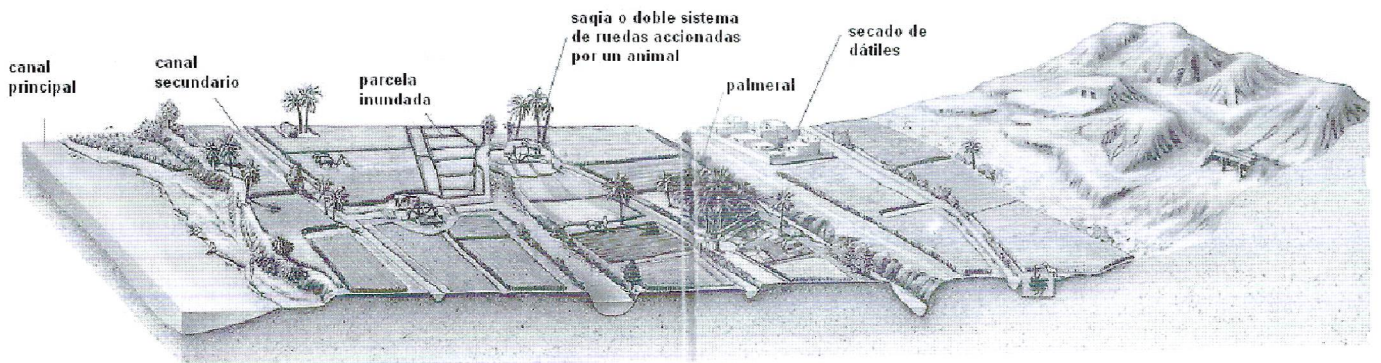 canal
principal
canal
secundario
parcela
inundada
saqia o doble sistema
de ruedas accionadas
por un animal
palmeral
secado de
dátiles